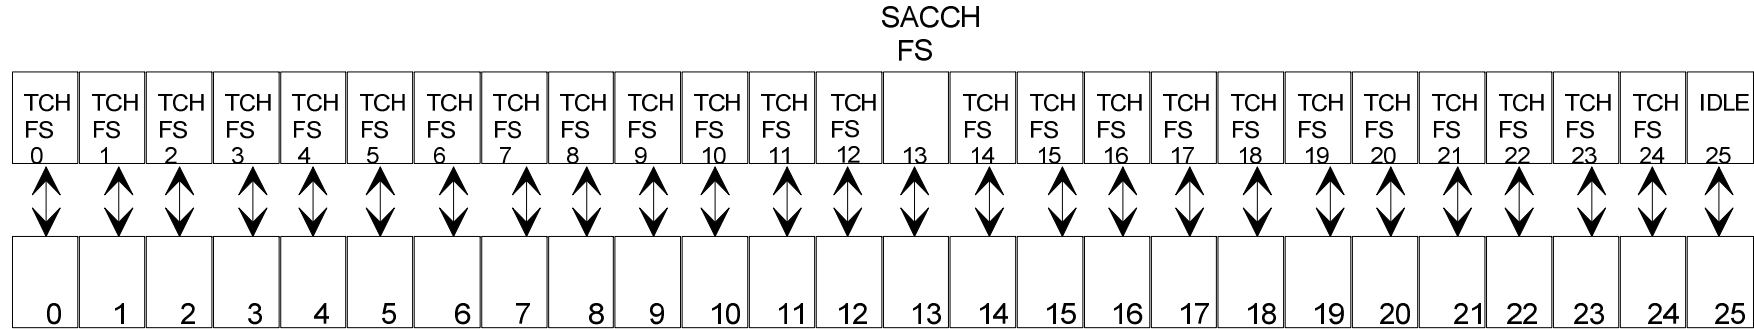 SACCH
FS
TCH TCH TCH TCH TCH TCH TCH TCH TCH TCH TCH TCH TCH TCH TCH TCH TCH TCH TCH TCH TCH TCH TCH TCH IDLE
FS FS FS FS FS FS FS FS FS FS FS FS FS FS FS FS FS FS FS FS FS FS FS FS
0 1 2 3 4 5 6 7 8 9 10 11 12 13 14 15 16 17 18 19 20 21 22 23 24 25
0 1 2 3 4 5 6 7 8 9 10 11 12 13 14 15 16 17 18 19 20 21 22 23 24 25